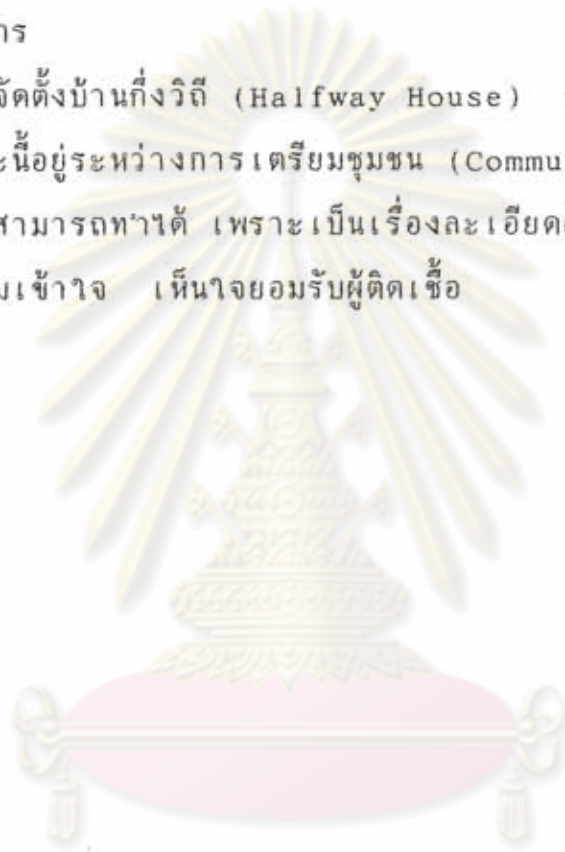 าร
จัดตั้งบ้านกึ่งวิถี (Halfway House)
ะนี้อยู่ระหว่างการเตรียมชุมชน (Commu
สามารถทำได้ เพราะเป็นเรื่องละเอียด
มเข้าใจ เห็นใจยอมรับผู้ติดเชื้อ